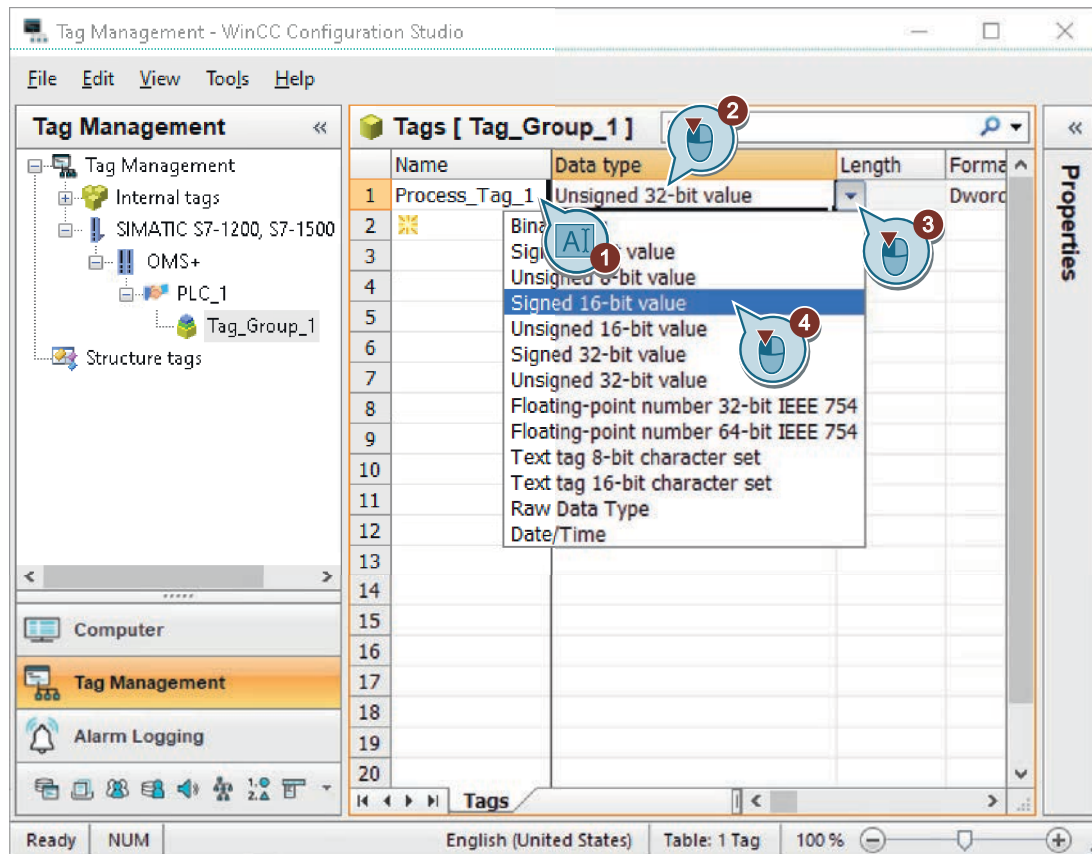 Tag Management - WinCC Configuration Studio
File Edit View Tools Help
Tag Management «
Tags [ Tag_Group_1 ]
«
Properties
Tag Management
Internal tags
SIMATIC S7-1200, S7-1500
OMS+
PLC_1
Tag_Group_1
Structure tags
Name Data type Length Forma
1 Process_Tag_1 Unsigned 32-bit value Dword
2
3
4
5
6
7
8
9
10
11
12
13
14
15
16
17
18
19
20
value
Signed 16-bit value
Unsigned 16-bit value
Signed 32-bit value
Unsigned 32-bit value
Floating-point number 32-bit IEEE 754
Floating-point number 64-bit IEEE 754
Text tag 8-bit character set
Text tag 16-bit character set
Raw Data Type
Date/Time
2
3
A
1
4
Computer
Tag Management
Alarm Logging
Tags
Ready NUM English (United States) Table: 1 Tag 100 %